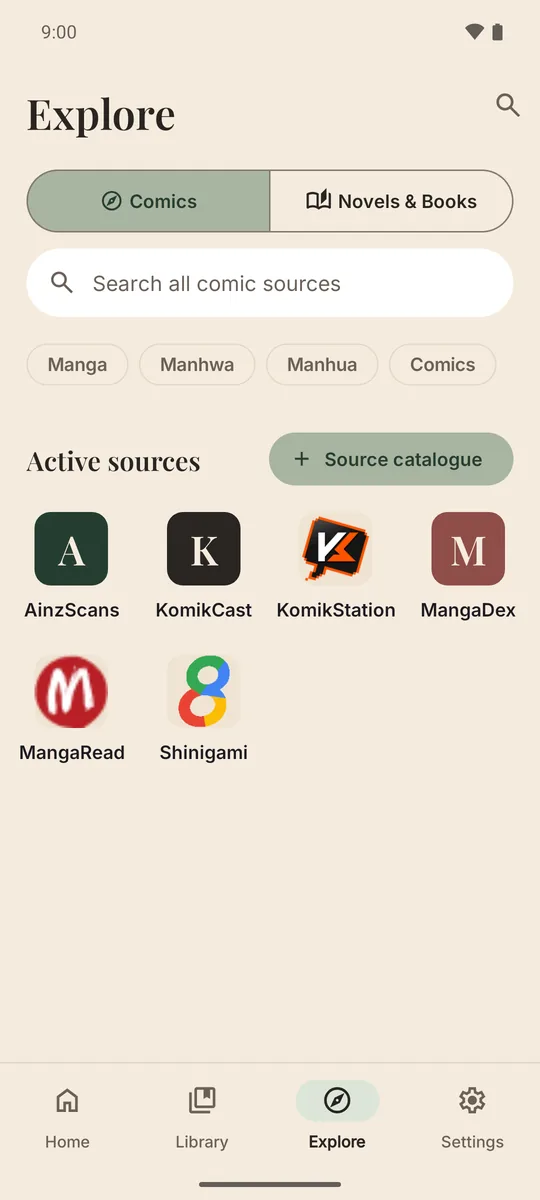 9:00
Explore
Comics
Novels & Books
Search all comic sources
Manga
Manhwa
Manhua
Comics
Active sources
+ Source catalogue
A
K
M
AinzScans
KomikCast
KomikStation
MangaDex
M
8
MangaRead
Shinigami
Home
Library
Explore
Settings